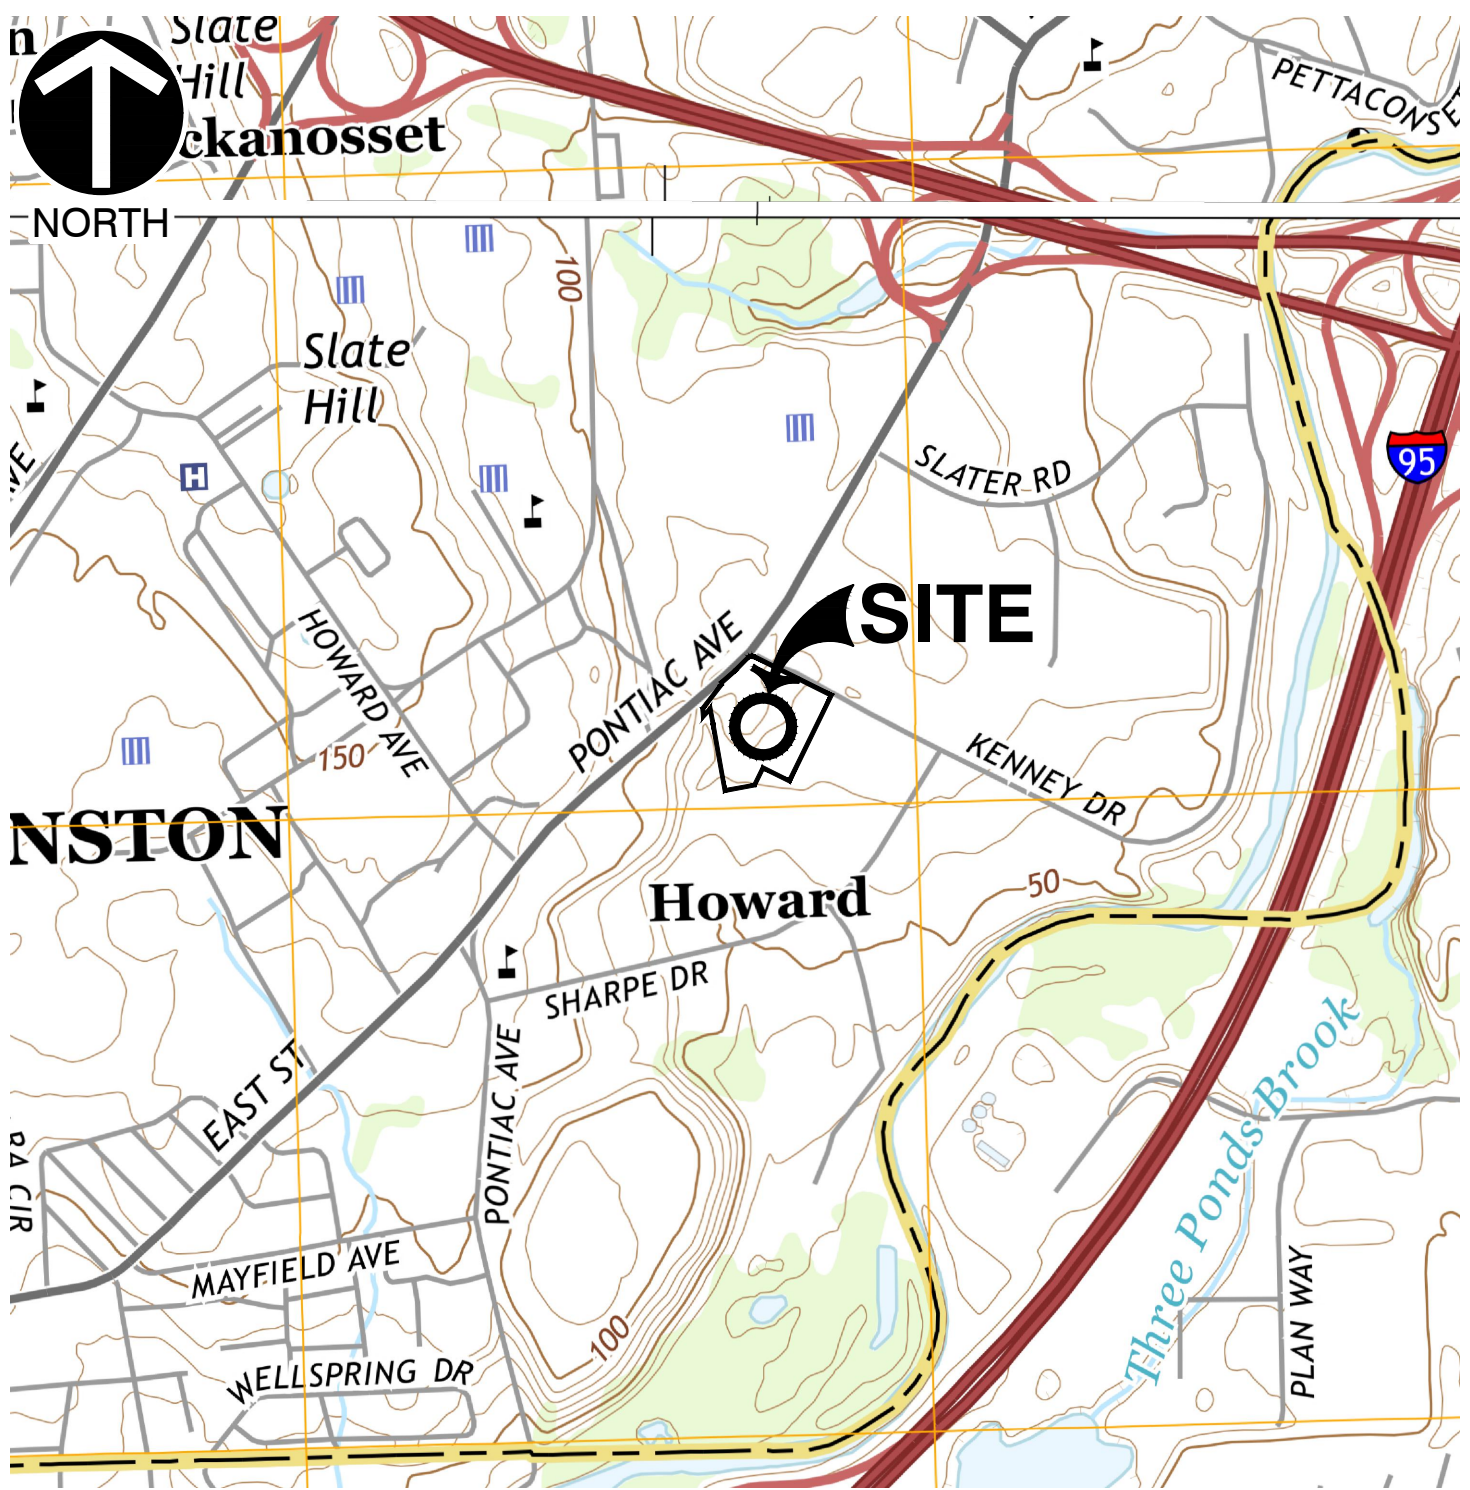 Slate
Hill
ckanosset
NORTH
PETTACONSE
100
Slate
Hill
AVE
H
95
SLATER RD
SITE
HOWARD AVE
PONTIAC AVE
150
KENNEY DR
NSTON
Howard
50
SHARPE DR
EAST ST
PONTIAC AVE
Three Ponds Brook
CIR
MAYFIELD AVE
PLAN WAY
100
WELLSPRING DR